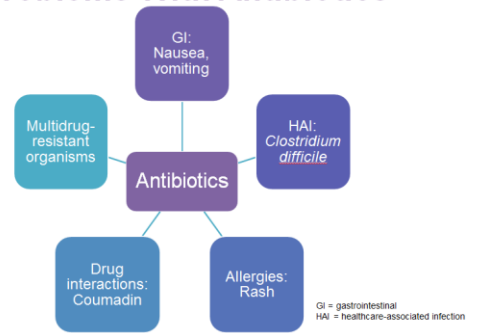 GI:
Nausea,
vomiting
Multidrug-
resistant
organisms
HAI:
Clostridium
difficile
Antibiotics
Drug
interactions:
Coumadin
Allergies:
Rash
GI = gastrointestinal
HAI = healthcare-associated infection